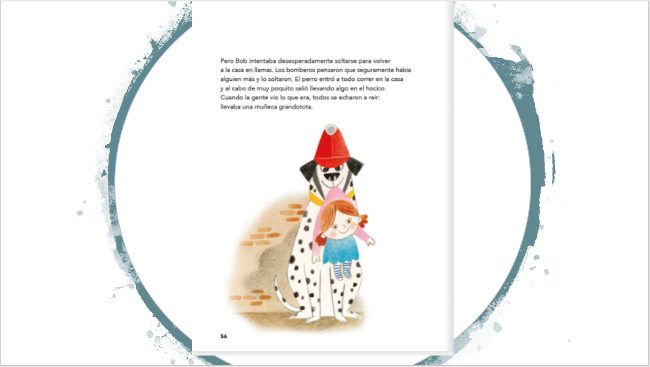 Pero Bob intentaba desesperadamente soltarse para volver
a la casa en llamas. Los bomberos pensaron que seguramente había
alguien más y lo soltaron. El perro entró a todo correr en la casa
y al cabo de muy poquito salió llevando algo en el hocico.
Cuando la gente vio lo que era, todos se echaron a reír:
llevaba una muñeca grandotota.
56